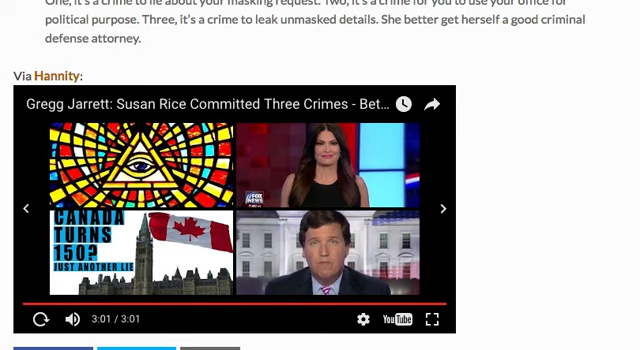 One, it's a crime to lie about your masking request. Two, it's a crime for you to use your office for
political purpose. Three, it's a crime to leak unmasked details. She better get herself a good criminal
defense attorney.
Via Hannity:
Gregg Jarrett: Susan Rice Committed Three Crimes - Bet...
FOX
NEWS
CANADA
TURNS
150?
JUST ANOTHER LIE
3:01 / 3:01
YouTube